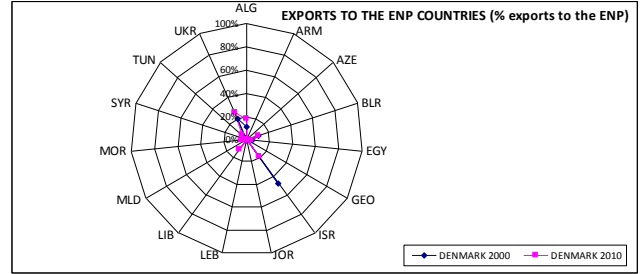 ALG
EXPORTS TO THE ENP COUNTRIES (% exports to the ENP)
100%
UKR
ARM
80%
TUN
AZE
60%
40%
SYR
BLR
20%
0%
MOR
EGY
MLD
GEO
LIB
ISR
LEB
JOR
DENMARK 2000
DENMARK 2010